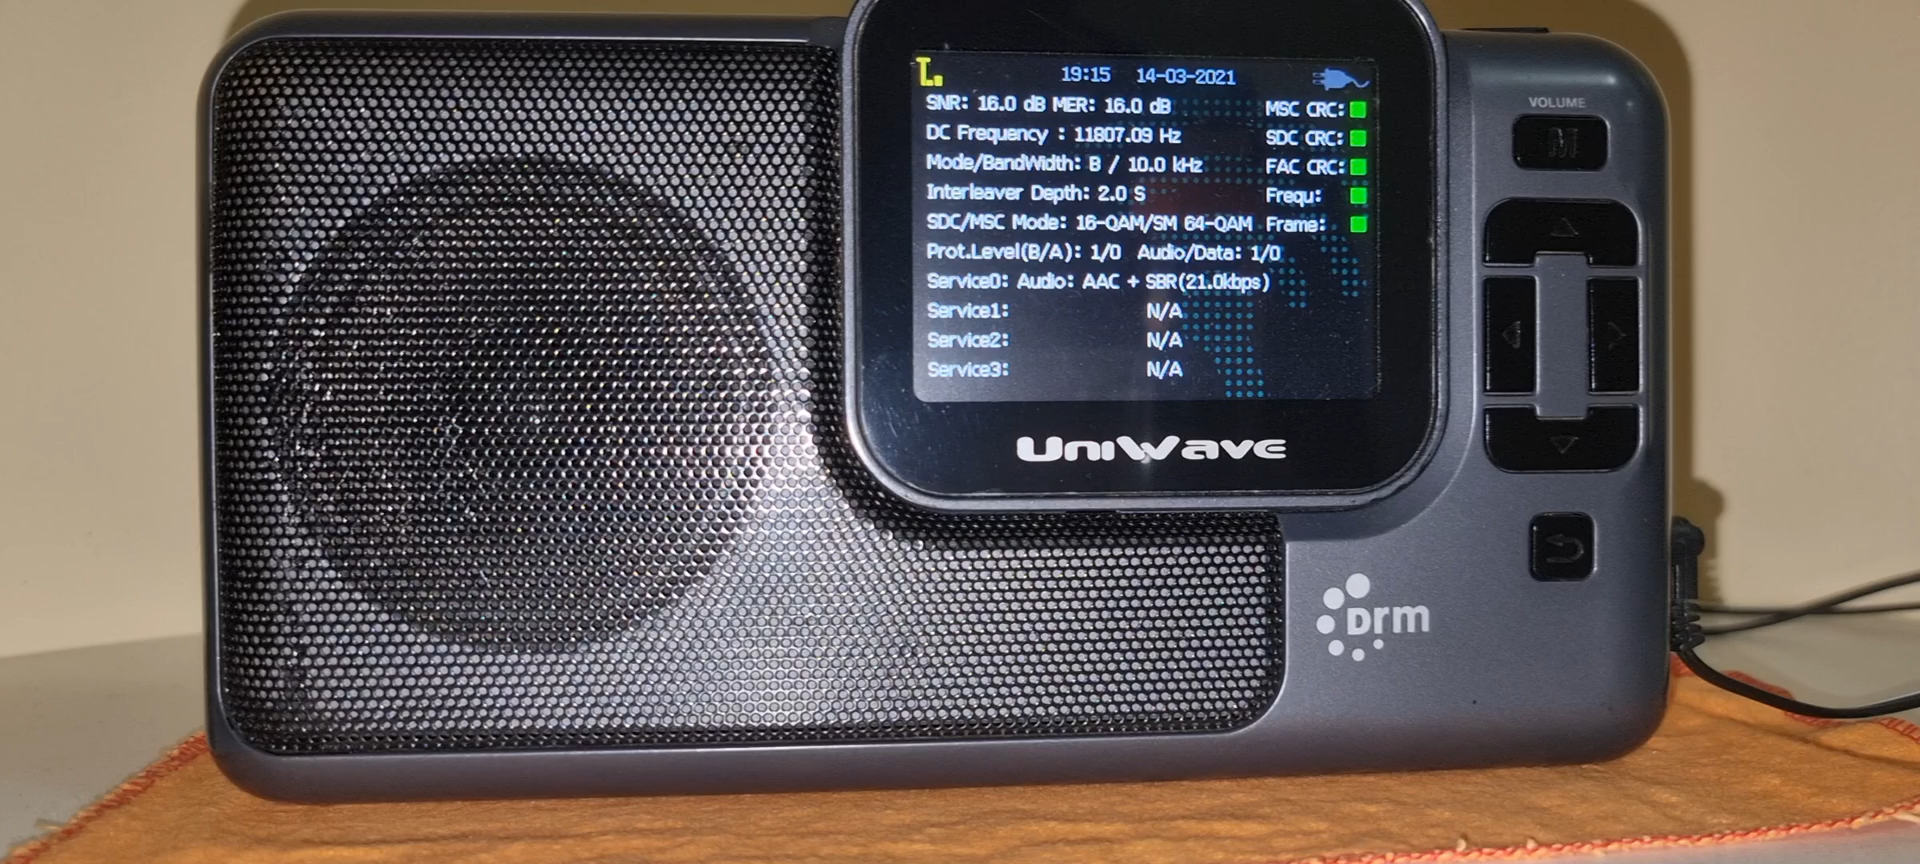 19:15 14-03-2021
SNR: 16.0 dB MER: 16.0 dB MSC CRC:
DC Frequency : 11807.09 Hz SDC CRC:
Mode/BandWidth: B / 10.0 kHz FAC CRC:
Interleaver Depth: 2.0 S Frequ:
SDC/MSC Mode: 16-QAM/SM 64-QAM Frame:
Prot.Level(B/A): 1/0 Audio/Data: 1/0
Service0: Audio: AAC + SBR(21.0kbps)
Service1: N/A
Service2: N/A
Service3: N/A
UniWave
VOLUME
M
Drm